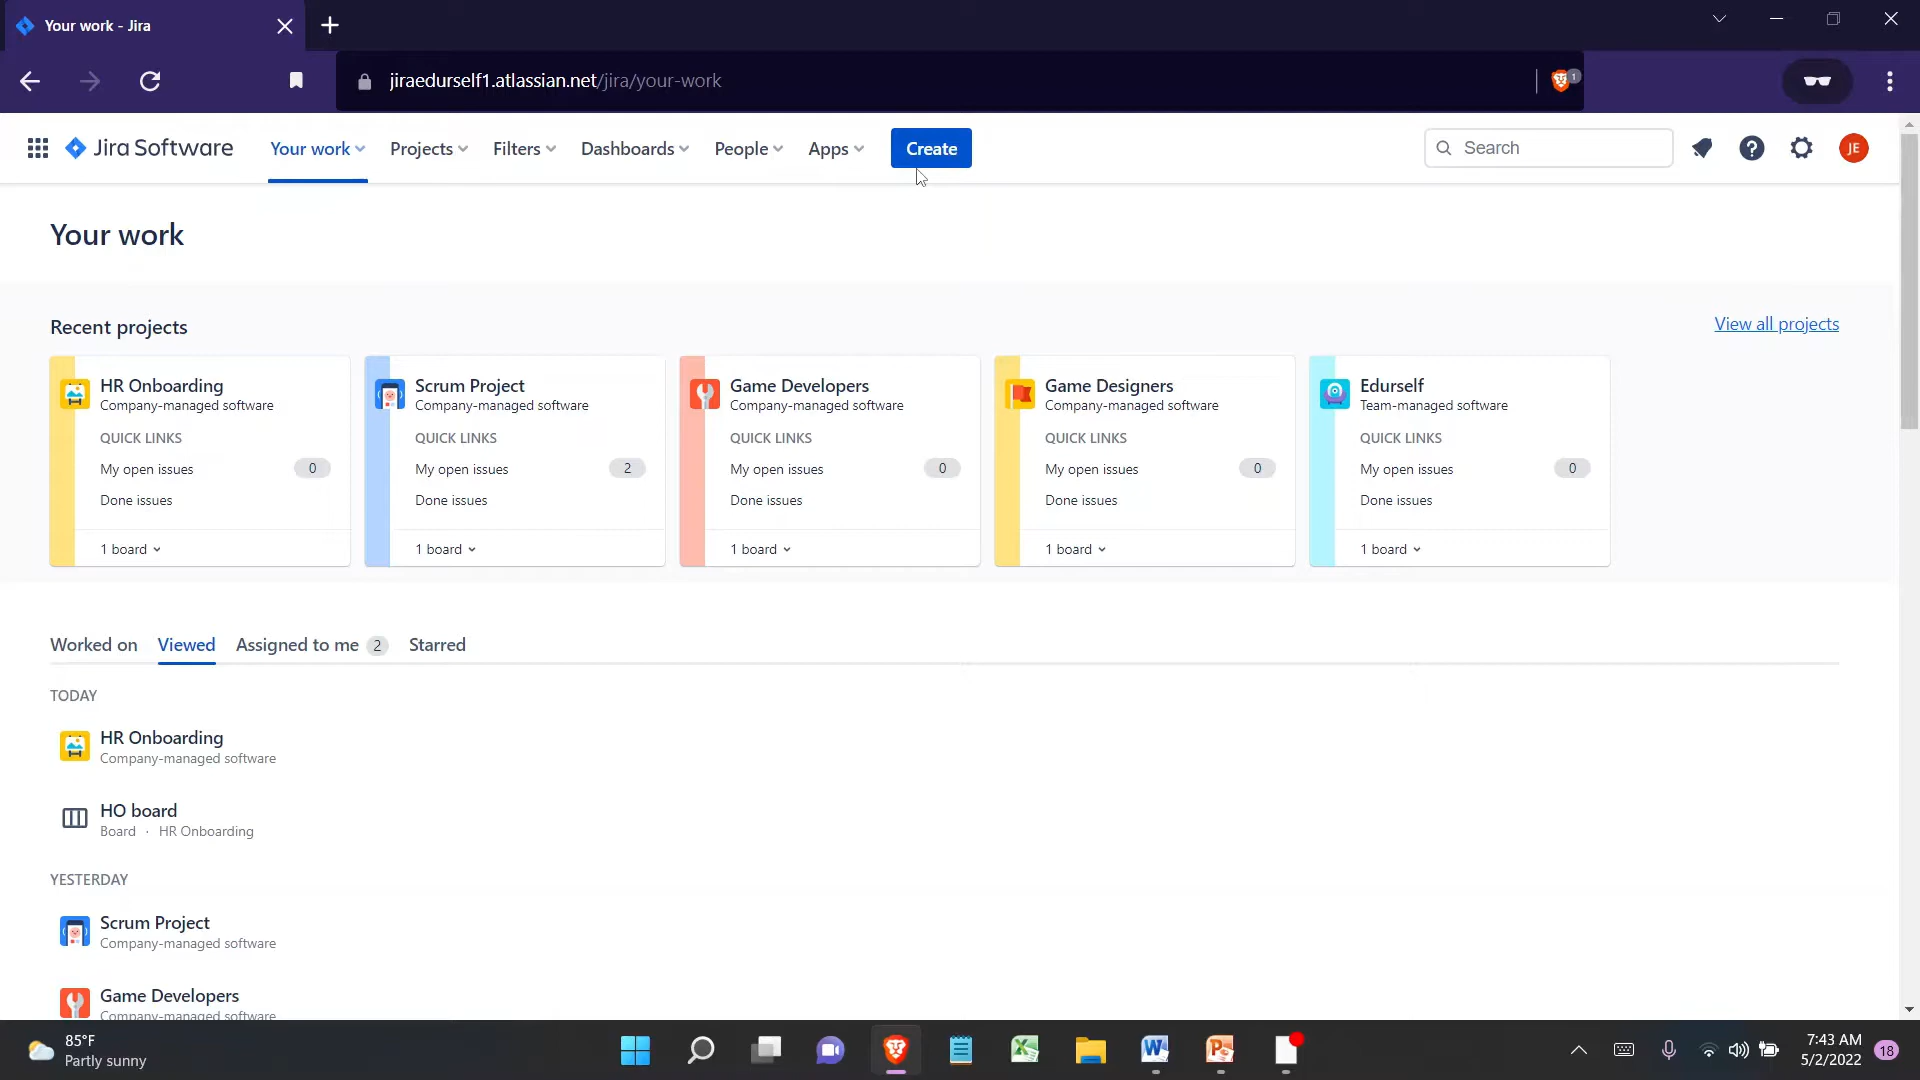 Your work - Jira
jiraedurself1.atlassian.net/jira/your-work
1
Jira Software
Your work
Projects
Filters
Dashboards
People
Apps
Create
Search
JE
Your work
Recent projects
View all projects
HR Onboarding
Company-managed software
QUICK LINKS
My open issues
0
Done issues
1 board
Scrum Project
Company-managed software
QUICK LINKS
My open issues
2
Done issues
1 board
Game Developers
Company-managed software
QUICK LINKS
My open issues
0
Done issues
1 board
Game Designers
Company-managed software
QUICK LINKS
My open issues
0
Done issues
1 board
Edurself
Team-managed software
QUICK LINKS
My open issues
0
Done issues
1 board
Worked on
Viewed
Assigned to me 2
Starred
TODAY
HR Onboarding
Company-managed software
HO board
Board · HR Onboarding
YESTERDAY
Scrum Project
Company-managed software
Game Developers
Company-managed software
85°F
Partly sunny
7:43 AM
5/2/2022
18